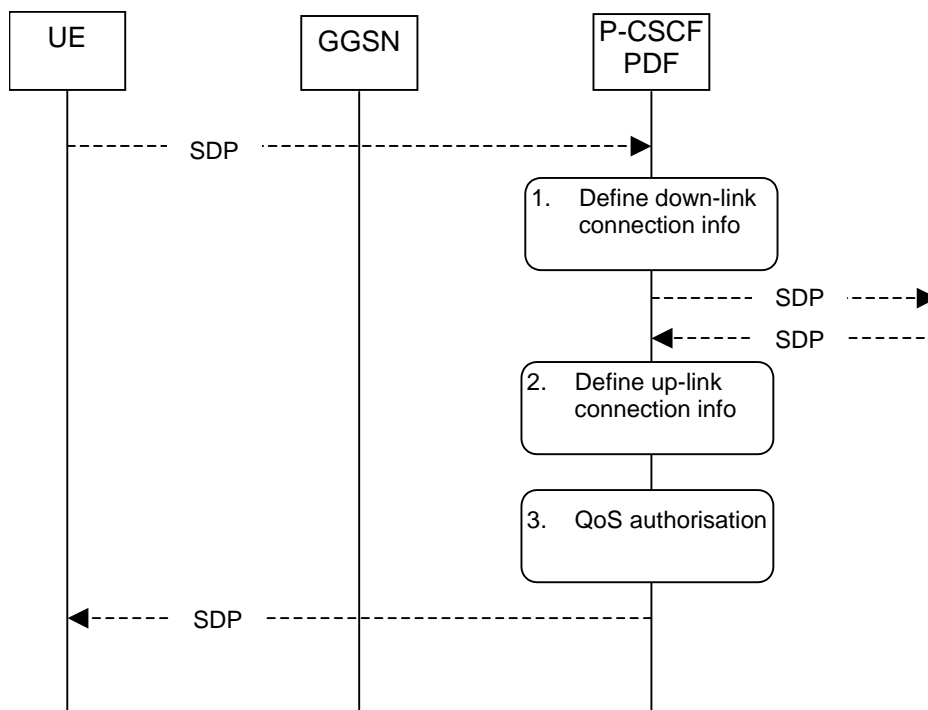 UE
GGSN
P-CSCF
PDF
SDP
1. Define down-link
connection info
SDP
SDP
2. Define up-link
connection info
3. QoS authorisation
SDP